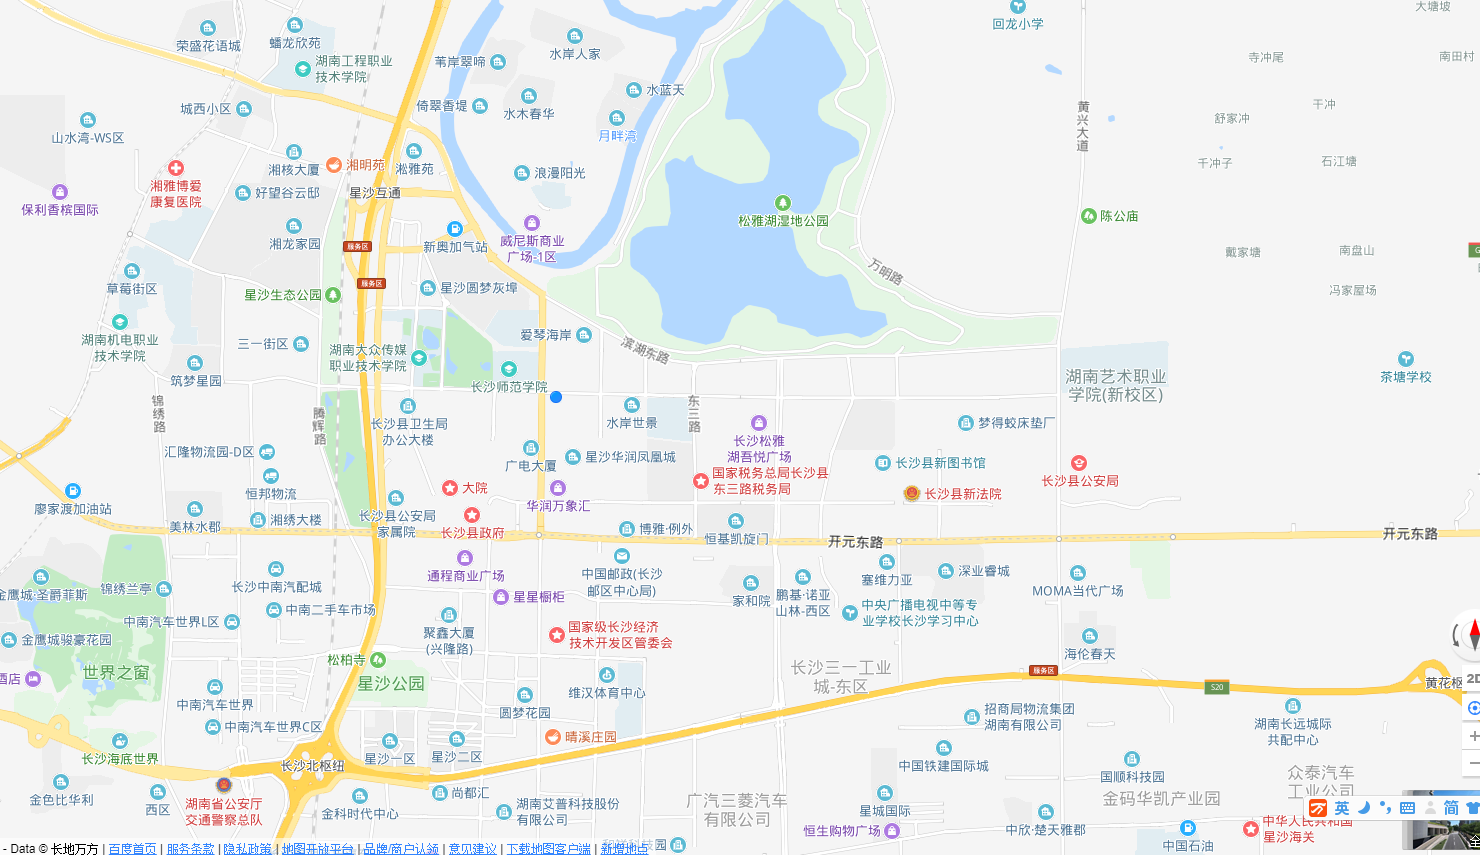 大塘坡
回龙小学
荣盛花语城
蟠龙欣苑
水岸人家
寺冲尾
南田村
湖南工程职业
技术学院
苇岸翠啼
水蓝天
城西小区
倚翠香堤
水木春华
干冲
黄兴大道
舒家冲
山水湾-WS区
月畔湾
湘核大厦
湘明苑
淞雅苑
浪漫阳光
千冲子
石江塘
湘雅博爱
康复医院
好望谷云邸
星沙互通
保利香槟国际
松雅湖湿地公园
陈公庙
湘龙家园
服务区
新奥加气站
威尼斯商业
广场-1区
戴家塘
南盘山
G
万明路
草莓街区
服务区
星沙生态公园
星沙圆梦灰埠
冯家屋场
湖南机电职业
技术学院
三一街区
湖南大众传媒
职业技术学院
爱琴海岸
滨湖东路
筑梦星园
长沙师范学院
湖南艺术职业
学院(新校区)
茶塘学校
锦绣路
腾辉路
长沙县卫生局
办公大楼
水岸世景
东三路
长沙松雅
湖吾悦广场
梦得蛟床垫厂
汇隆物流园-D区
广电大厦
星沙华润凤凰城
国家税务总局长沙县
东三路税务局
长沙县新图书馆
长沙县公安局
恒邦物流
大院
华润万象汇
长沙县新法院
廖家渡加油站
美林水郡
湘绣大楼
长沙县公安局
家属院
长沙县政府
博雅·例外
恒基凯旋门
开元东路
开元东路
通程商业广场
中国邮政(长沙
邮区中心局)
家和院
鹏基·诺亚
山林-西区
塞维力亚
深业睿城
MOMA当代广场
金鹰城·圣爵菲斯
锦绣兰亭
长沙中南汽配城
星星橱柜
中南二手车市场
中南汽车世界L区
中央广播电视中等专
业学校长沙学习中心
金鹰城骏豪花园
聚鑫大厦
(兴隆路)
国家级长沙经济
技术开发区管委会
海伦春天
世界之窗
松柏寺
星沙公园
长沙三一工业
城-东区
服务区
酒店
中南汽车世界
维汉体育中心
S20
黄花枢
2D
圆梦花园
招商局物流集团
湖南有限公司
湖南长远城际
共配中心
中南汽车世界C区
晴溪庄园
长沙海底世界
长沙北枢纽
星沙一区
星沙二区
中国铁建国际城
国顺科技园
众泰汽车
工业公司
金色比华利
西区
湖南省公安厅
交通警察总队
金科时代中心
尚都汇
湖南艾普科技股份
有限公司
广汽三菱汽车
有限公司
星城国际
金码华凯产业园
英
简
恒生购物广场
中欣·楚天雅郡
中国石油
中华人民共和国
星沙海关
全
- Data © 长地万方 | 百度首页 | 服务条款 | 隐私政策 | 地图开放平台 | 品牌/商户认领 | 意见建议 | 下载地图客户端 | 新增地点